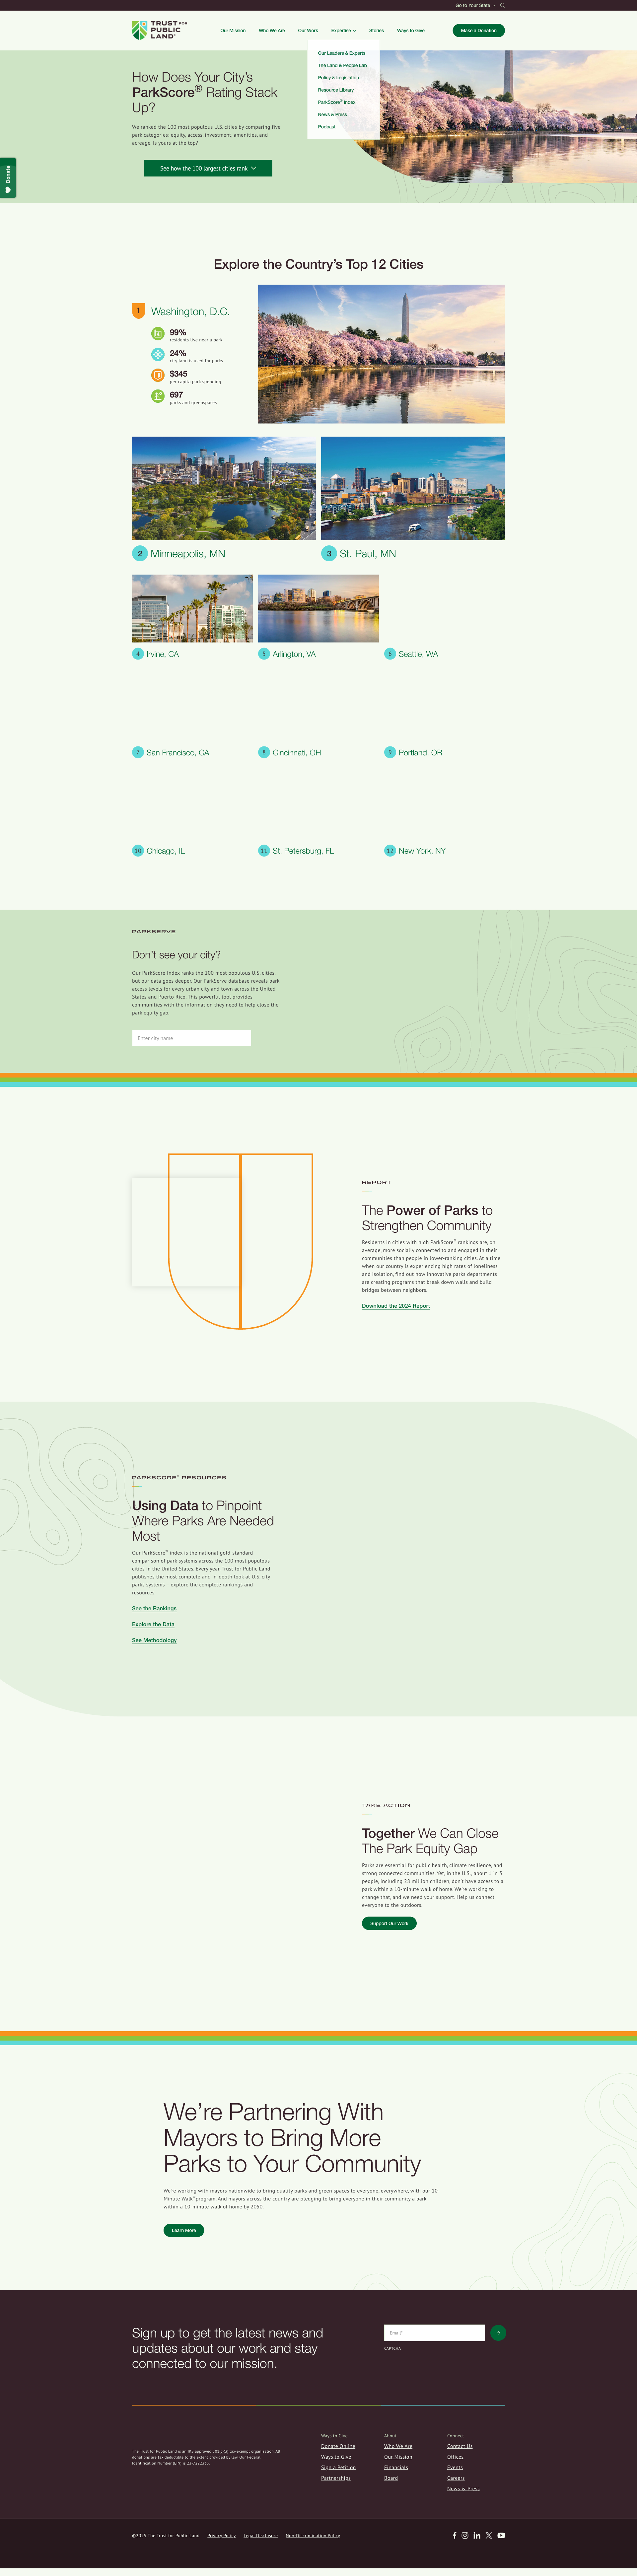 Go to Your State
TRUST FOR
PUBLIC
LAND
Our Mission
Who We Are
Our Work
Expertise
Stories
Ways to Give
Make a Donation
Our Leaders & Experts
The Land & People Lab
Policy & Legislation
Resource Library
ParkScore® Index
News & Press
Podcast
How Does Your City's
ParkScore® Rating Stack
Up?
We ranked the 100 most populous U.S. cities by comparing five
park categories: equity, access, investment, amenities, and
acreage. Is yours at the top?
See how the 100 largest cities rank
Donate
Explore the Country's Top 12 Cities
1 Washington, D.C.
99%
residents live near a park
24%
city land is used for parks
$345
per capita park spending
697
parks and greenspaces
2 Minneapolis, MN
3 St. Paul, MN
4 Irvine, CA
5 Arlington, VA
6 Seattle, WA
7 San Francisco, CA
8 Cincinnati, OH
9 Portland, OR
10 Chicago, IL
11 St. Petersburg, FL
12 New York, NY
PARKSERVE
Don't see your city?
Our ParkScore Index ranks the 100 most populous U.S. cities,
but our data goes deeper. Our ParkServe database reveals park
access levels for every urban city and town across the United
States and Puerto Rico. This powerful tool provides
communities with the information they need to help close the
park equity gap.
Enter city name
REPORT
The Power of Parks to
Strengthen Community
Residents in cities with high ParkScore® rankings are, on
average, more socially connected to and engaged in their
communities than people in lower-ranking cities. At a time
when our country is experiencing high rates of loneliness
and isolation, find out how innovative parks departments
are creating programs that break down walls and build
bridges between neighbors.
Download the 2024 Report
PARKSCORE® RESOURCES
Using Data to Pinpoint
Where Parks Are Needed
Most
Our ParkScore® index is the national gold-standard
comparison of park systems across the 100 most populous
cities in the United States. Every year, Trust for Public Land
publishes the most complete and in-depth look at U.S. city
parks systems – explore the complete rankings and
resources.
See the Rankings
Explore the Data
See Methodology
TAKE ACTION
Together We Can Close
The Park Equity Gap
Parks are essential for public health, climate resilience, and
strong connected communities. Yet, in the U.S., about 1 in 3
people, including 28 million children, don't have access to a
park within a 10-minute walk of home. We're working to
change that, and we need your support. Help us connect
everyone to the outdoors.
Support Our Work
We're Partnering With
Mayors to Bring More
Parks to Your Community
We're working with mayors nationwide to bring quality parks and green spaces to everyone, everywhere, with our 10-
Minute Walk® program. And mayors across the country are pledging to bring everyone in their community a park
within a 10-minute walk of home by 2050.
Learn More
Sign up to get the latest news and
updates about our work and stay
connected to our mission.
Email*
CAPTCHA
The Trust for Public Land is an IRS approved 501(c)(3) tax-exempt organization. All
donations are tax deductible to the extent provided by law. Our Federal
Identification Number (EIN) is 23-7222333.
Ways to Give
Donate Online
Ways to Give
Sign a Petition
Partnerships
About
Who We Are
Our Mission
Financials
Board
Connect
Contact Us
Offices
Events
Careers
News & Press
©2025 The Trust for Public Land
Privacy Policy
Legal Disclosure
Non-Discrimination Policy